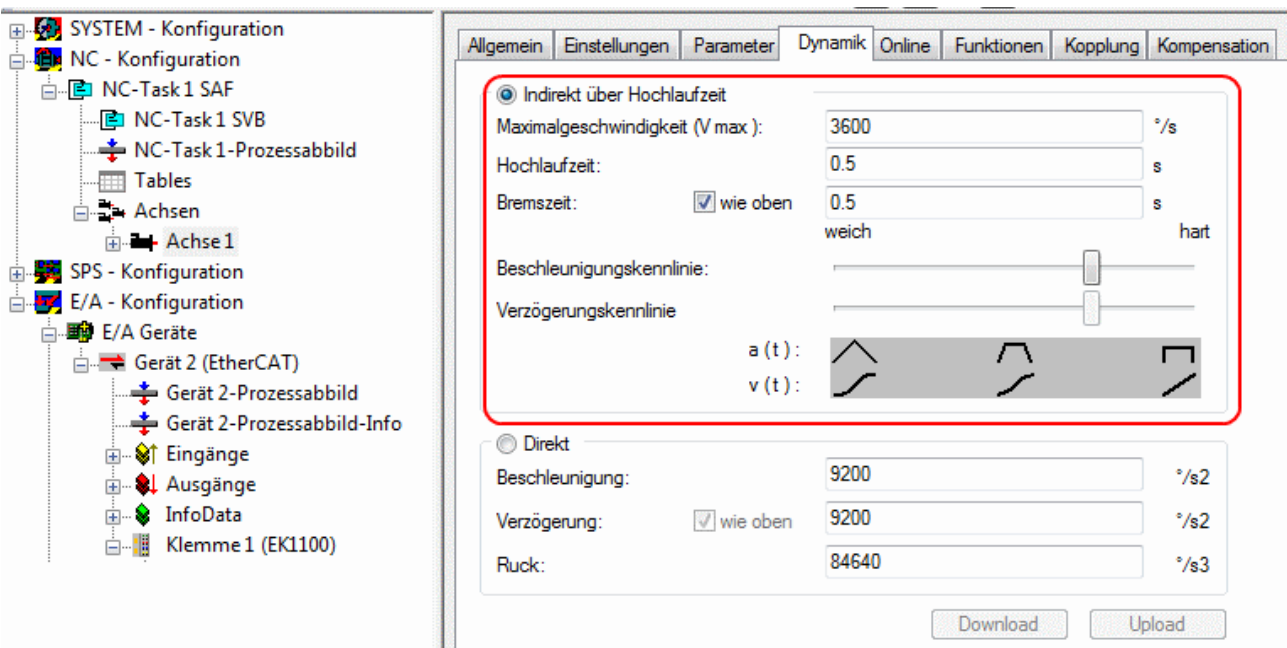 SYSTEM - Konfiguration
NC - Konfiguration
NC-Task 1 SAF
NC-Task 1 SVB
NC-Task 1-Prozessabbild
Tables
Achsen
Achse 1
SPS - Konfiguration
E/A - Konfiguration
E/A Geräte
Gerät 2 (EtherCAT)
Gerät 2-Prozessabbild
Gerät 2-Prozessabbild-Info
Eingänge
Ausgänge
InfoData
Klemme 1 (EK1100)
Allgemein Einstellungen Parameter Dynamik Online Funktionen Kopplung Kompensation
Indirekt über Hochlaufzeit
Maximalgeschwindigkeit (V max ): 3600 °/s
Hochlaufzeit: 0.5 s
Bremszeit: wie oben 0.5 s
weich hart
Beschleunigungskennlinie:
Verzögerungskennlinie
a ( t ) :
v ( t ) :
Direkt
Beschleunigung: 9200 °/s2
Verzögerung: wie oben 9200 °/s2
Ruck: 84640 °/s3
Download Upload